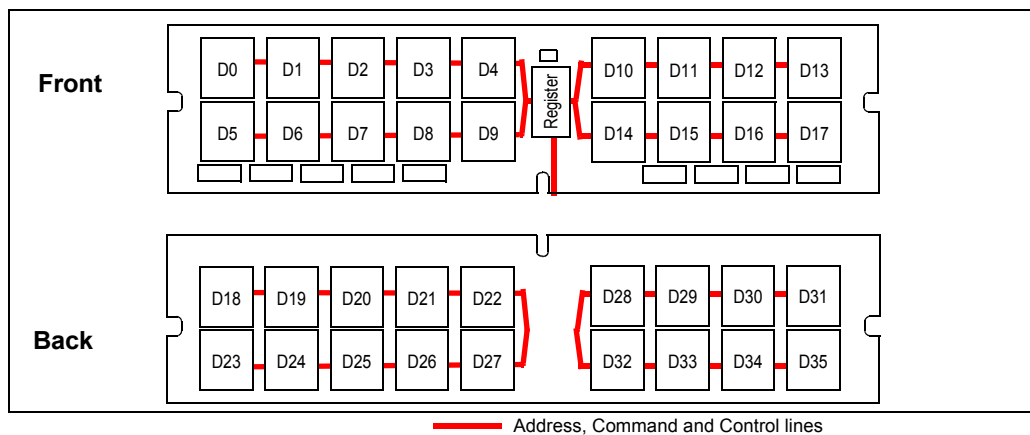 Front
D0 D1 D2 D3 D4 Register D10 D11 D12 D13
D5 D6 D7 D8 D9 D14 D15 D16 D17
Back
D18 D19 D20 D21 D22 D28 D29 D30 D31
D23 D24 D25 D26 D27 D32 D33 D34 D35
Address, Command and Control lines